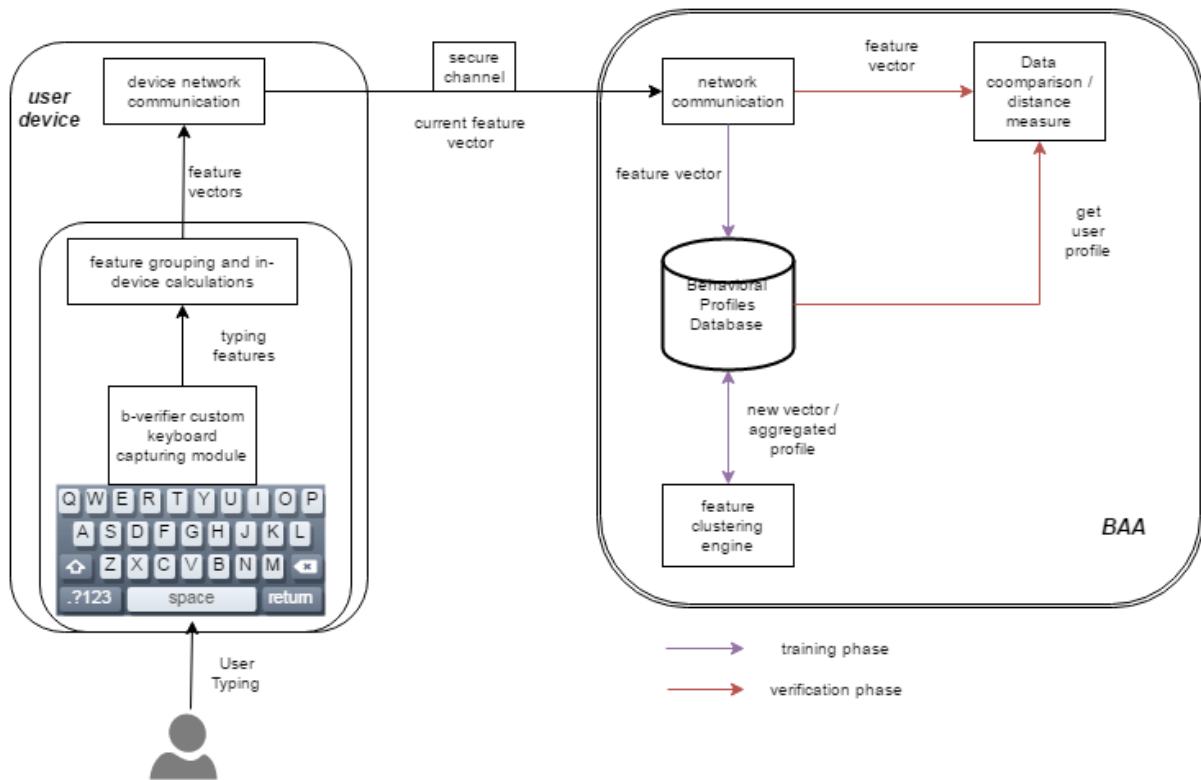 user
device
device network
communication
feature
vectors
feature grouping and in-
device calculations
typing
features
b-verifier custom
keyboard
capturing module
Q W E R T Y U I O P
A S D F G H J K L
Z X C V B N M
.?123 space return
User
Typing
secure
channel
current feature
vector
network
communication
feature
vector
Data
coomparison /
distance
measure
feature vector
get
user
profile
Behavioral
Profiles
Database
new vector /
aggregated
profile
feature
clustering
engine
BAA
training phase
verification phase